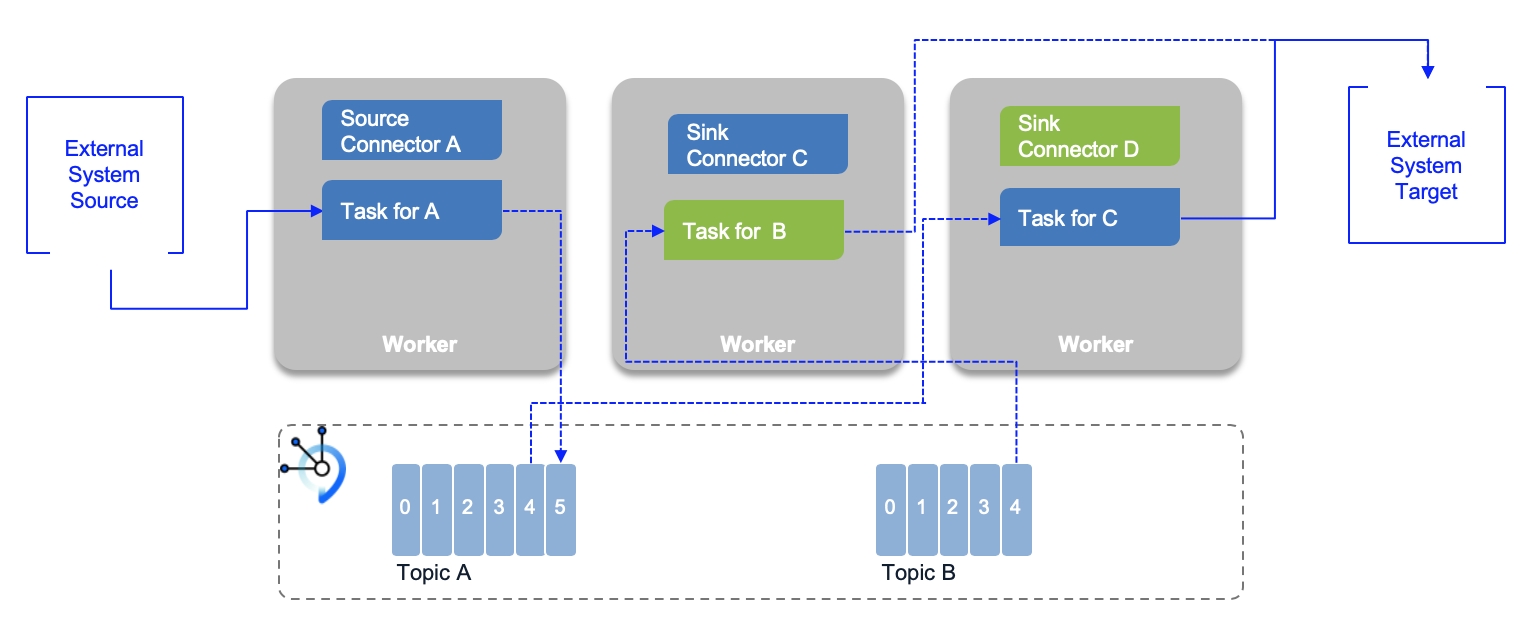 External
System
Source
Source
Connector A
Task for A
Worker
Sink
Connector C
Task for  B
Worker
Sink
Connector D
Task for C
Worker
External
System
Target
0 1 2 3 4 5
Topic A
0 1 2 3 4
Topic B